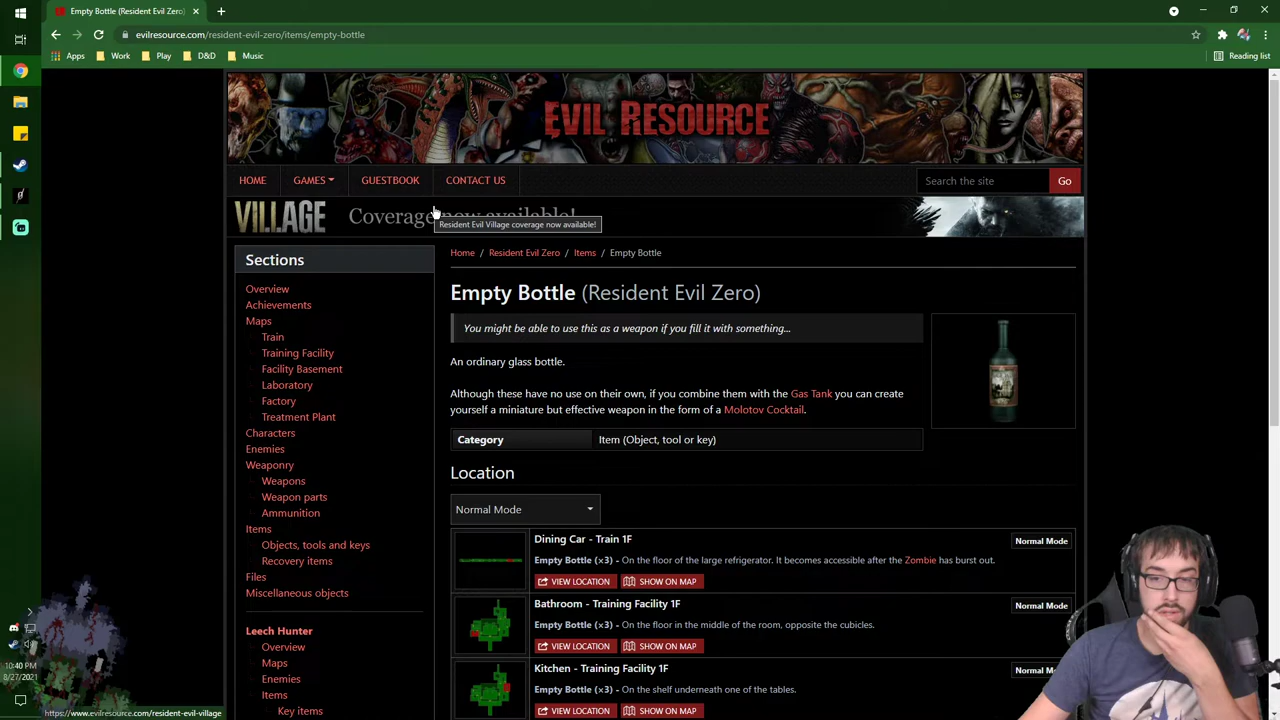 Empty Bottle (Resident Evil Zero)
evilresource.com/resident-evil-zero/items/empty-bottle
Apps Work Play D&D Music Reading list
EVIL RESOURCE
HOME GAMES GUESTBOOK CONTACT US Search the site Go
VILLAGE Coverage now available!
Resident Evil Village coverage now available!
Sections
Overview
Achievements
Maps
Train
Training Facility
Facility Basement
Laboratory
Factory
Treatment Plant
Characters
Enemies
Weaponry
Weapons
Weapon parts
Ammunition
Items
Objects, tools and keys
Recovery items
Files
Miscellaneous objects
Leech Hunter
Overview
Maps
Enemies
Items
Key items
Home / Resident Evil Zero / Items / Empty Bottle
Empty Bottle (Resident Evil Zero)
You might be able to use this as a weapon if you fill it with something...
An ordinary glass bottle.
Although these have no use on their own, if you combine them with the Gas Tank you can create
yourself a miniature but effective weapon in the form of a Molotov Cocktail.
Category Item (Object, tool or key)
Location
Normal Mode
Dining Car - Train 1F Normal Mode
Empty Bottle (×3) - On the floor of the large refrigerator. It becomes accessible after the Zombie has burst out.
VIEW LOCATION SHOW ON MAP
Bathroom - Training Facility 1F Normal Mode
Empty Bottle (×3) - On the floor in the middle of the room, opposite the cubicles.
VIEW LOCATION SHOW ON MAP
Kitchen - Training Facility 1F Normal
Empty Bottle (×3) - On the shelf underneath one of the tables.
VIEW LOCATION SHOW ON MAP
10:40 PM
8/27/2021
https://www.evilresource.com/resident-evil-village